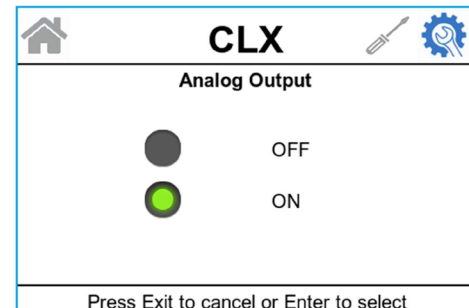 CLX
Analog Output
OFF
ON
Press Exit to cancel or Enter to select